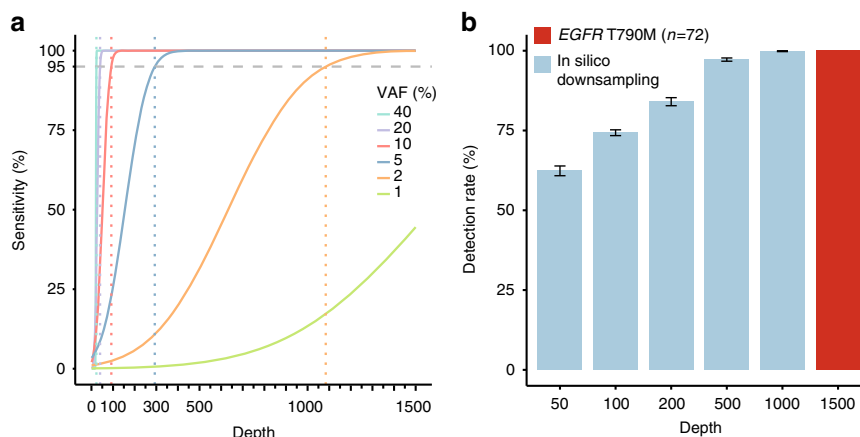 a
100
95
75
50
25
0
Sensitivity (%)
VAF (%)
40
20
10
5
2
1
0 100 300 500 1000 1500
Depth
b
EGFR T790M (n=72)
In silico
downsampling
100
75
50
25
0
Detection rate (%)
50 100 200 500 1000 1500
Depth